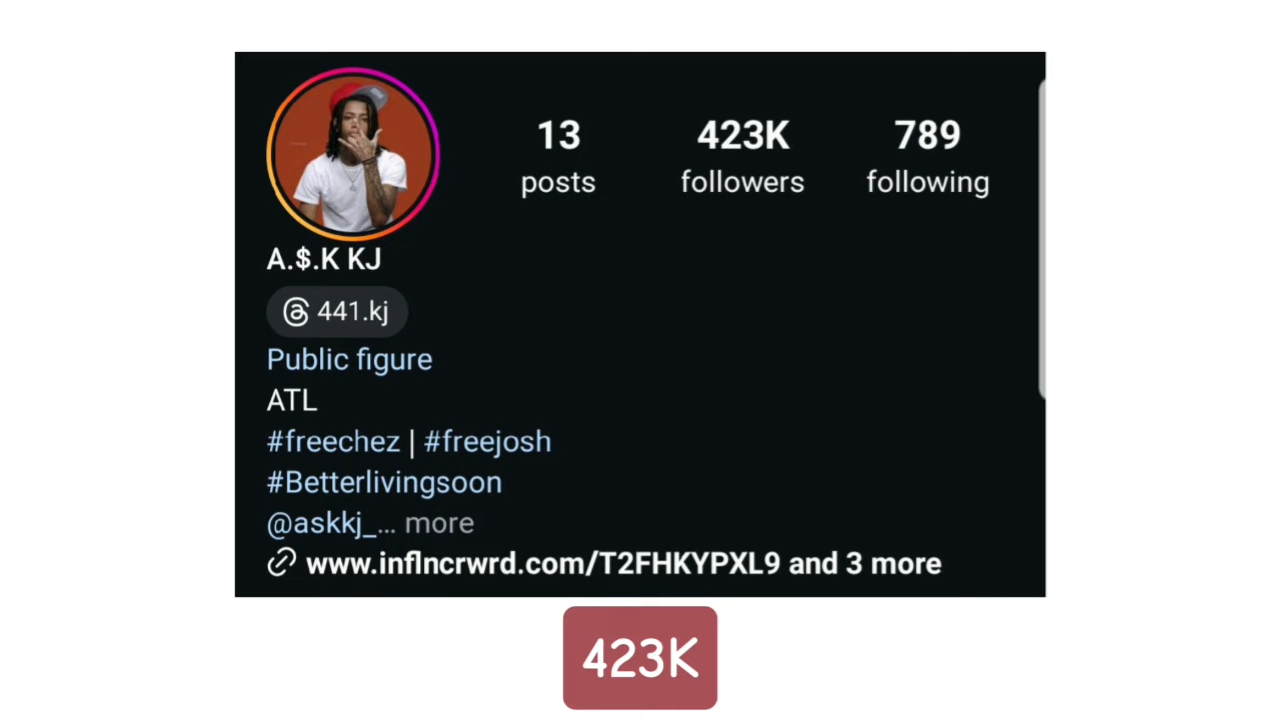 13 423K 789
posts followers following
A.$.K KJ
441.kj
Public figure
ATL
#freechez | #freejosh
#Betterlivingsoon
@askkj_... more
www.inflncrwrd.com/T2FHKYPXL9 and 3 more
423K